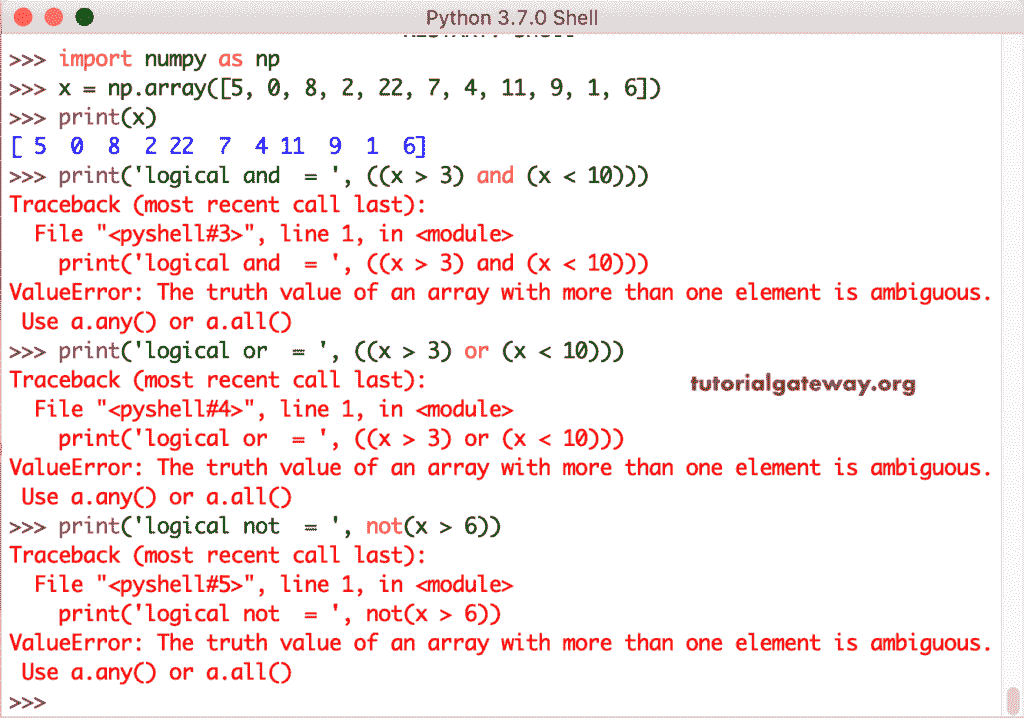 Python 3.7.0 Shell
>>> import numpy as np
>>> x = np.array([5, 0, 8, 2, 22, 7, 4, 11, 9, 1, 6])
>>> print(x)
[ 5  0  8  2 22  7  4 11  9  1  6]
>>> print('logical and  = ', ((x > 3) and (x < 10)))
Traceback (most recent call last):
  File "<pyshell#3>", line 1, in <module>
    print('logical and  = ', ((x > 3) and (x < 10)))
ValueError: The truth value of an array with more than one element is ambiguous.
 Use a.any() or a.all()
>>> print('logical or  = ', ((x > 3) or (x < 10)))
Traceback (most recent call last):
tutorialgateway.org
  File "<pyshell#4>", line 1, in <module>
    print('logical or  = ', ((x > 3) or (x < 10)))
ValueError: The truth value of an array with more than one element is ambiguous.
 Use a.any() or a.all()
>>> print('logical not  = ', not(x > 6))
Traceback (most recent call last):
  File "<pyshell#5>", line 1, in <module>
    print('logical not  = ', not(x > 6))
ValueError: The truth value of an array with more than one element is ambiguous.
 Use a.any() or a.all()
>>>